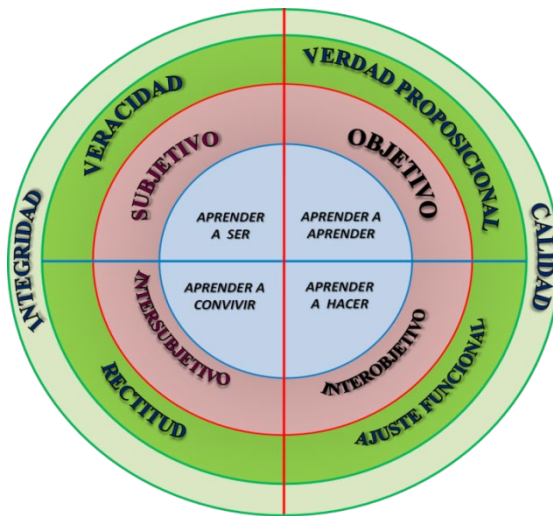 VERACIDAD
VERDAD PROPOSICIONAL
SUBJETIVO
OBJETIVO
APRENDER
A SER
APRENDER A
APRENDER
INTEGRIDAD
CALIDAD
APRENDER A
CONVIVIR
APRENDER
A HACER
INTERSUBJETIVO
INTEROBJETIVO
RECTITUD
AJUSTE FUNCIONAL